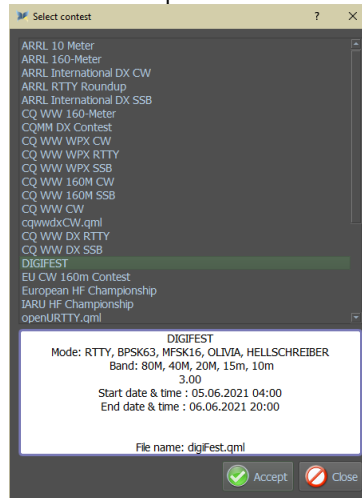 Select contest
?
ARRL 10 Meter
ARRL 160-Meter
ARRL International DX CW
ARRL RTTY Roundup
ARRL International DX SSB
CQ WW 160-Meter
CQMM DX Contest
CQ WW WPX CW
CQ WW WPX RTTY
CQ WW WPX SSB
CQ WW 160M CW
CQ WW 160M SSB
CQ WW CW
cqwwdxCW.qml
CQ WW DX RTTY
CQ WW DX SSB
DIGIFEST
EU CW 160m Contest
European HF Championship
IARU HF Championship
openURTTY.qml
DIGIFEST
Mode: RTTY, BPSK63, MFSK16, OLIVIA, HELLSCHREIBER
Band: 80M, 40M, 20M, 15m, 10m
3.00
Start date & time : 05.06.2021 04:00
End date & time : 06.06.2021 20:00
File name: digiFest.qml
Accept
Close